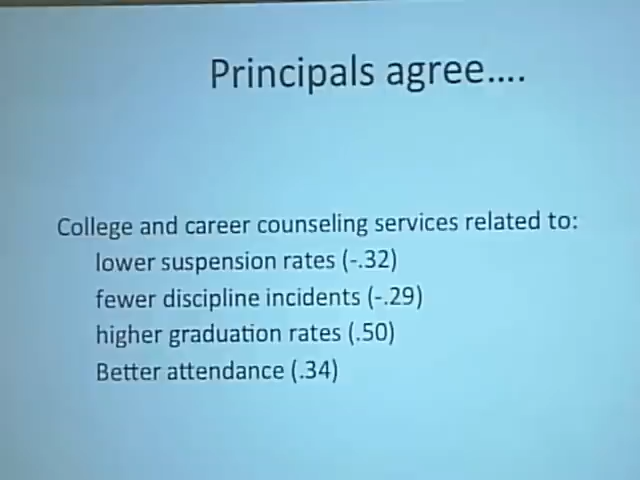 Principals agree....
College and career counseling services related to:
lower suspension rates (-.32)
fewer discipline incidents (-.29)
higher graduation rates (.50)
Better attendance (.34)